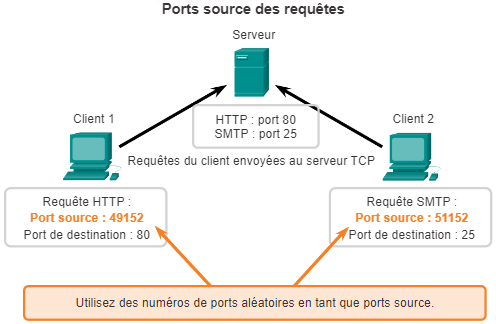 Ports source des requêtes
Serveur
Client 1
HTTP : port 80
SMTP : port 25
Client 2
Requêtes du client envoyées au serveur TCP
Requête HTTP :
Port source : 49152
Port de destination : 80
Requête SMTP :
Port source : 51152
Port de destination : 25
Utilisez des numéros de ports aléatoires en tant que ports source.